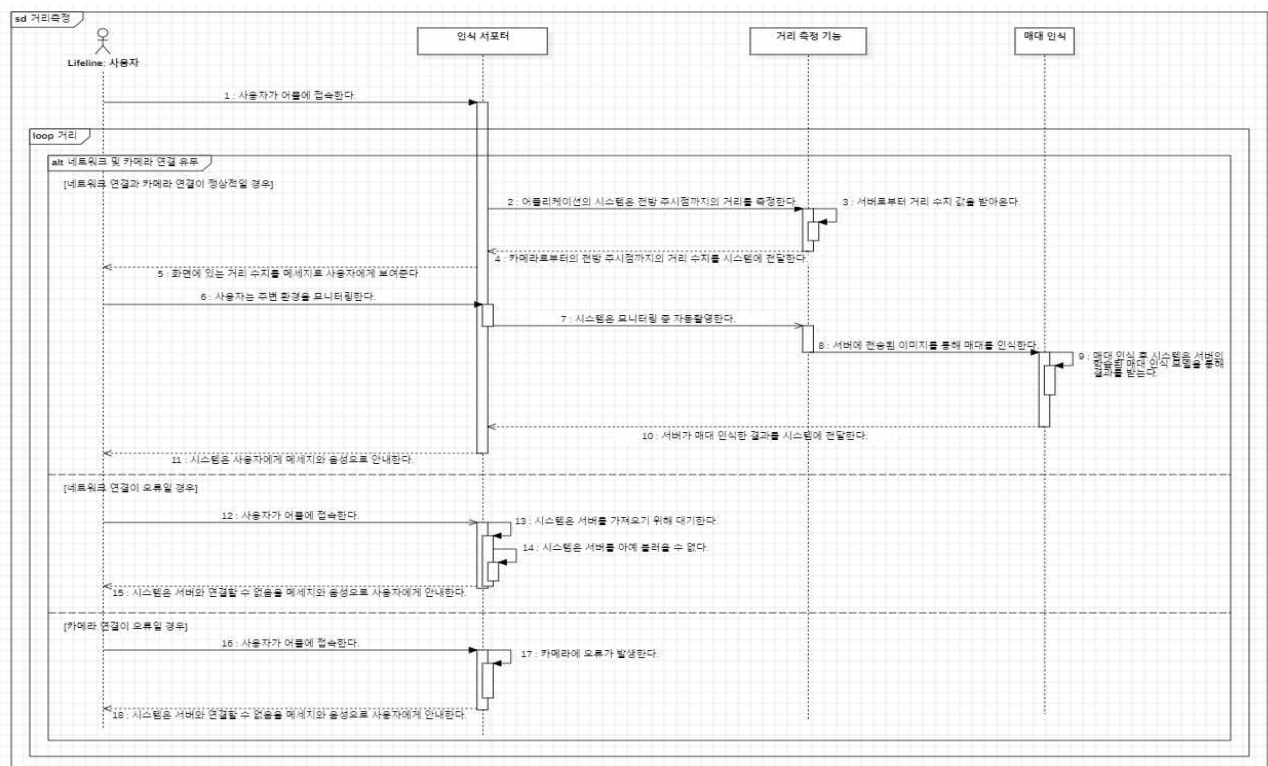 sd 거리측정
Lifeline: 사용자
인식 서포터
거리 측정 기능
매대 인식
1 : 사용자가 어플에 접속한다.
loop 거리
alt 네트워크 및 카메라 연결 유무
[네트워크 연결과 카메라 연결이 정상적일 경우]
2 : 어플리케이션의 시스템은 전방 주시점까지의 거리를 측정한다.
3 : 서버로부터 거리 수치 값을 받아온다.
4 : 카메라로부터의 전방 주시점까지의 거리 수치를 시스템에 전달한다.
5 : 화면에 있는 거리 수치를 메세지로 사용자에게 보여준다.
6 : 사용자는 주변 환경을 모니터링한다.
7 : 시스템은 모니터링 중 자동촬영한다.
8 : 서버에 전송된 이미지를 통해 매대를 인식한다.
9 : 매대 인식 후 시스템은 서버의
학습된 매대 인식 모델을 통해
결과를 받는다.
10 : 서버가 매대 인식한 결과를 시스템에 전달한다.
11 : 시스템은 사용자에게 메세지와 음성으로 안내한다.
[네트워크 연결이 오류일 경우]
12 : 사용자가 어플에 접속한다.
13 : 시스템은 서버를 가져오기 위해 대기한다.
14 : 시스템은 서버를 아예 불러올 수 없다.
15 : 시스템은 서버와 연결할 수 없음을 메세지와 음성으로 사용자에게 안내한다.
[카메라 연결이 오류일 경우]
16 : 사용자가 어플에 접속한다.
17 : 카메라에 오류가 발생한다.
18 : 시스템은 서버와 연결할 수 없음을 메세지와 음성으로 사용자에게 안내한다.